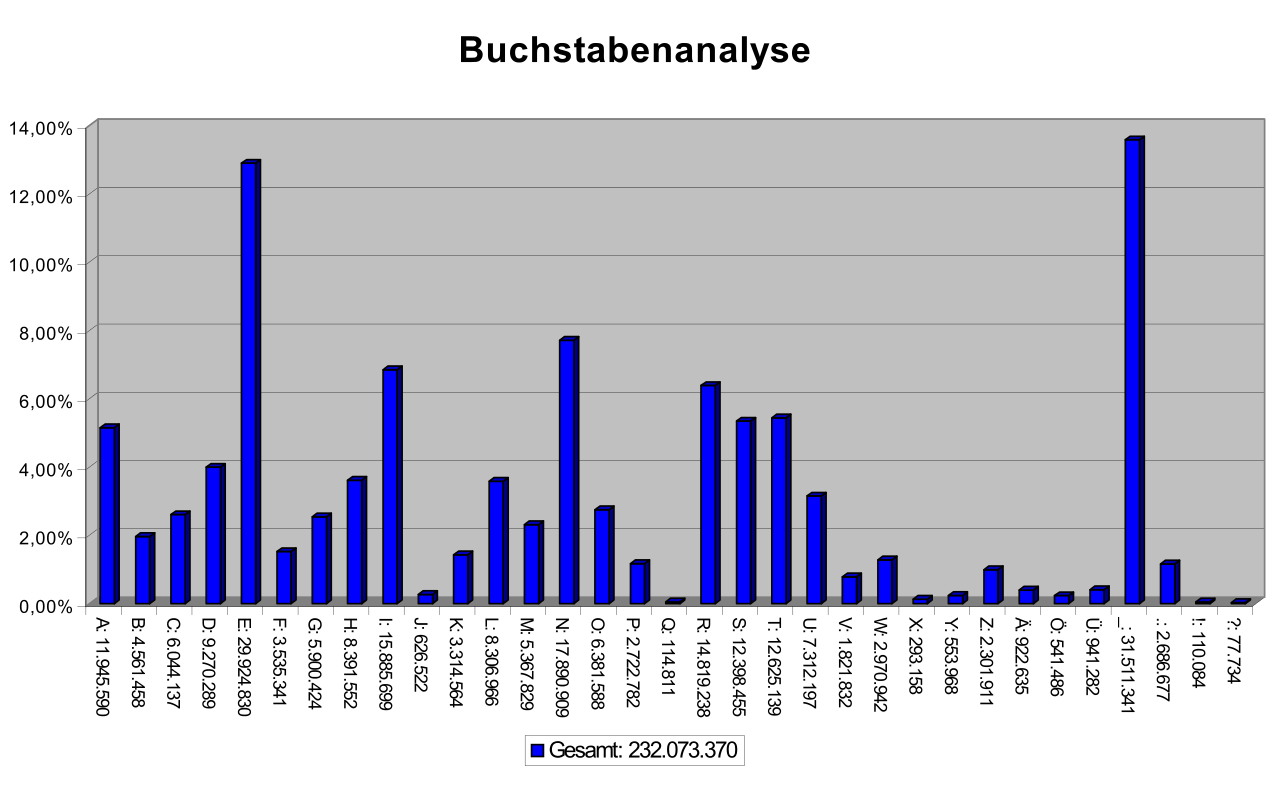 Buchstabenanalyse
14,00%
12,00%
10,00%
8,00%
6,00%
4,00%
2,00%
0,00%
A: 11.945.590
B: 4.561.458
C: 6.044.137
D: 9.270.289
E: 29.924.830
F: 3.535.341
G: 5.900.424
H: 8.391.552
I: 15.885.699
J: 626.522
K: 3.314.564
L: 8.306.966
M: 5.367.829
N: 17.890.909
O: 6.381.588
P: 2.722.782
Q: 114.811
R: 14.819.238
S: 12.398.455
T: 12.625.139
U: 7.312.197
V: 1.821.832
W: 2.970.942
X: 293.158
Y: 553.968
Z: 2.301.911
Ä: 922.635
Ö: 541.486
Ü: 941.282
_: 31.511.341
.: 2.686.677
!: 110.084
?: 77.734
Gesamt: 232.073.370